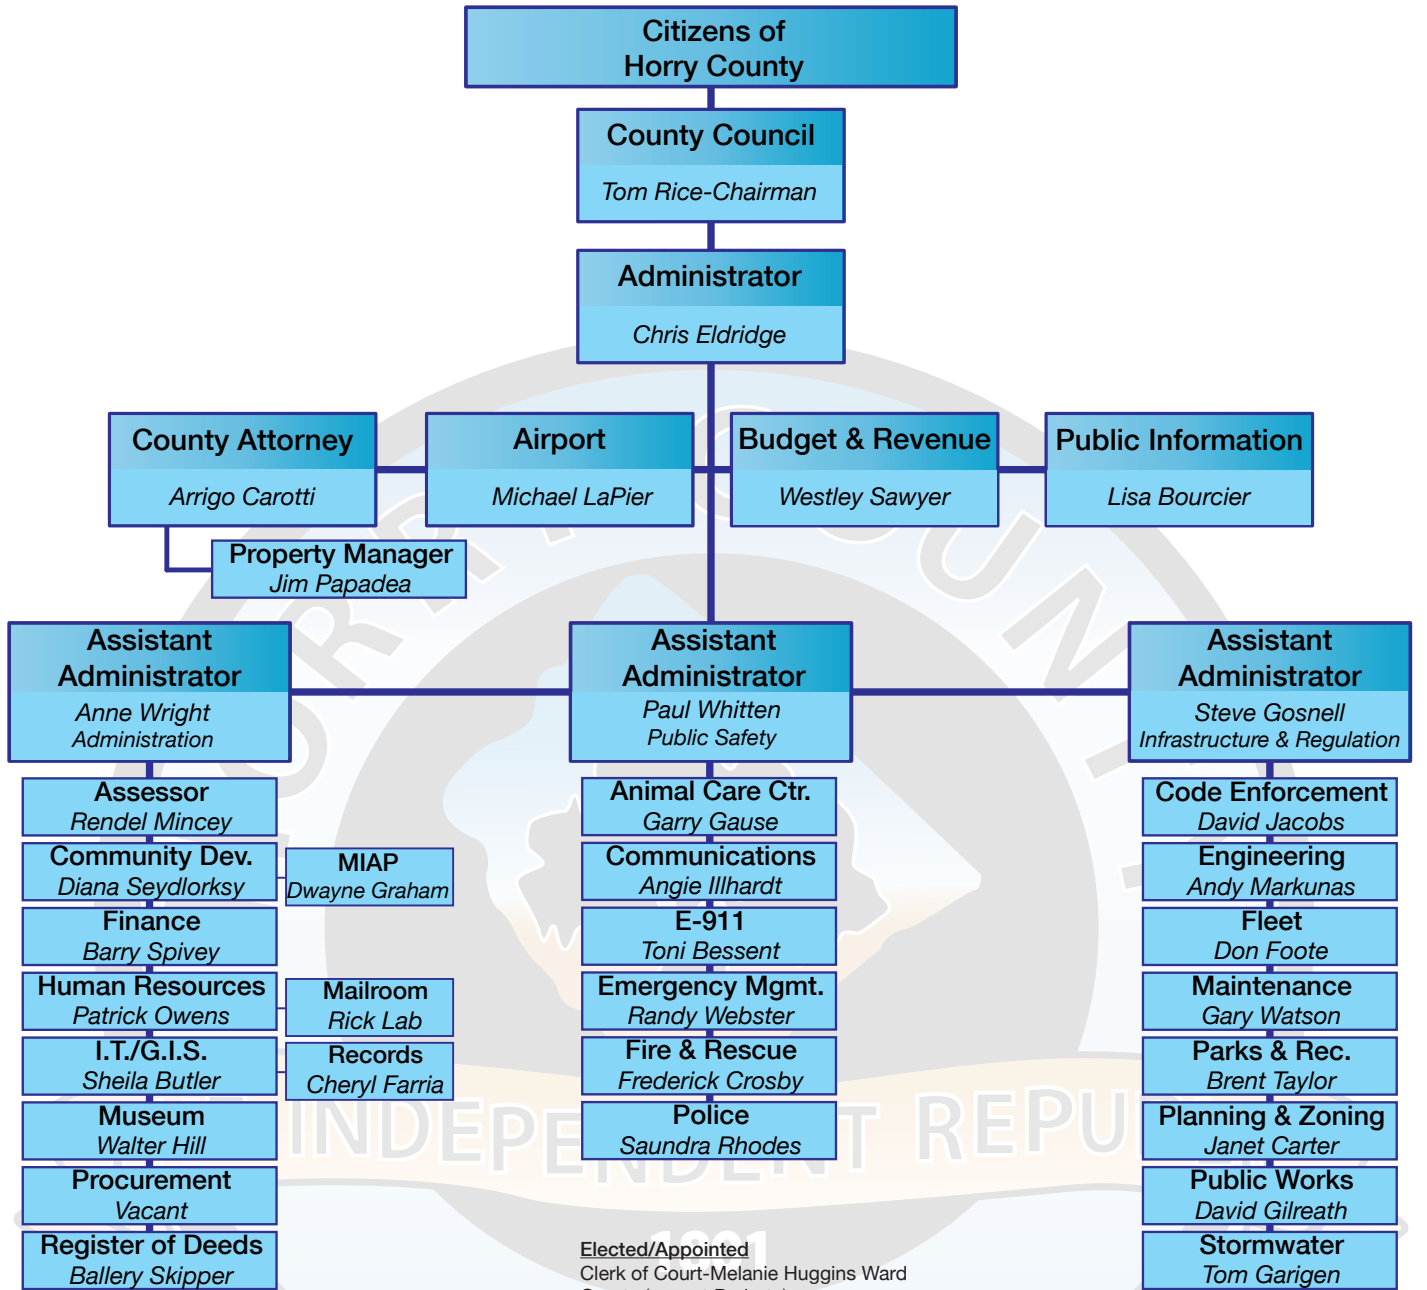 Citizens of
Horry County
County Council
Tom Rice-Chairman
Administrator
Chris Eldridge
County Attorney
Arrigo Carotti
Airport
Michael LaPier
Budget & Revenue
Westley Sawyer
Public Information
Lisa Bourcier
Property Manager
Jim Papadea
Assistant
Administrator
Anne Wright
Administration
Assistant
Administrator
Paul Whitten
Public Safety
Assistant
Administrator
Steve Gosnell
Infrastructure & Regulation
Assessor
Rendel Mincey
Community Dev.
Diana Seydlorksy
MIAP
Dwayne Graham
Finance
Barry Spivey
Human Resources
Patrick Owens
Mailroom
Rick Lab
I.T./G.I.S.
Sheila Butler
Records
Cheryl Farria
Museum
Walter Hill
Procurement
Vacant
Register of Deeds
Ballery Skipper
Animal Care Ctr.
Garry Gause
Communications
Angie Illhardt
E-911
Toni Bessent
Emergency Mgmt.
Randy Webster
Fire & Rescue
Frederick Crosby
Police
Saundra Rhodes
Code Enforcement
David Jacobs
Engineering
Andy Markunas
Fleet
Don Foote
Maintenance
Gary Watson
Parks & Rec.
Brent Taylor
Planning & Zoning
Janet Carter
Public Works
David Gilreath
Stormwater
Tom Garigen
INDEPENDENT REPU
1801
Elected/Appointed
Clerk of Court-Melanie Huggins Ward